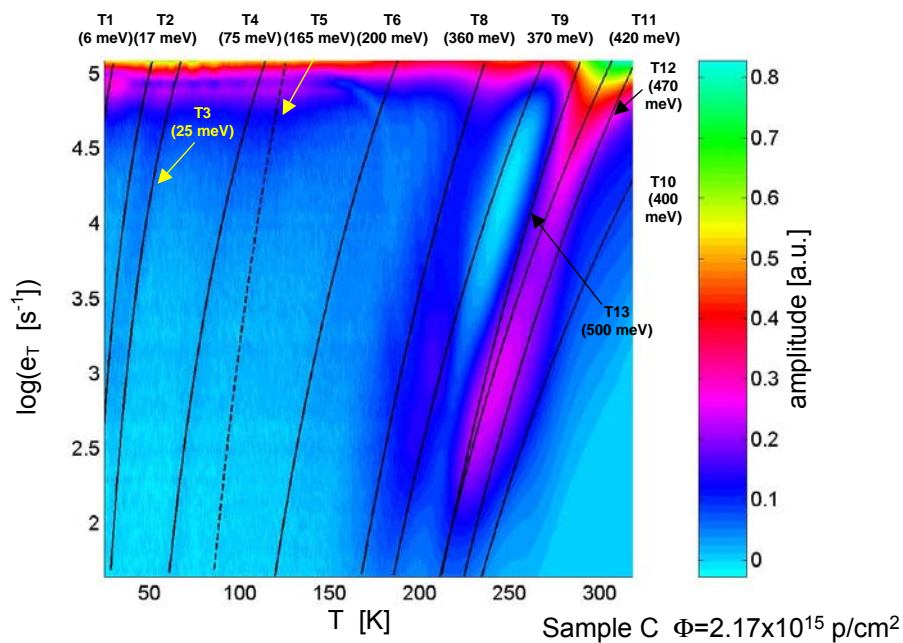 T1 T2 T4 T5 T6 T8 T9 T11
(6 meV)(17 meV) (75 meV)(165 meV)(200 meV) (360 meV) 370 meV) (420 meV)
T12
(470
meV)
T3
(25 meV)
T10
(400
meV)
T13
(500 meV)
5
4.5
4
3.5
3
2.5
2
log(e_T [s^-1])
50 100 150 200 250 300
T [K]
0.8
0.7
0.6
0.5
0.4
0.3
0.2
0.1
0
amplitude [a.u.]
Sample C Φ=2.17x10^15 p/cm^2